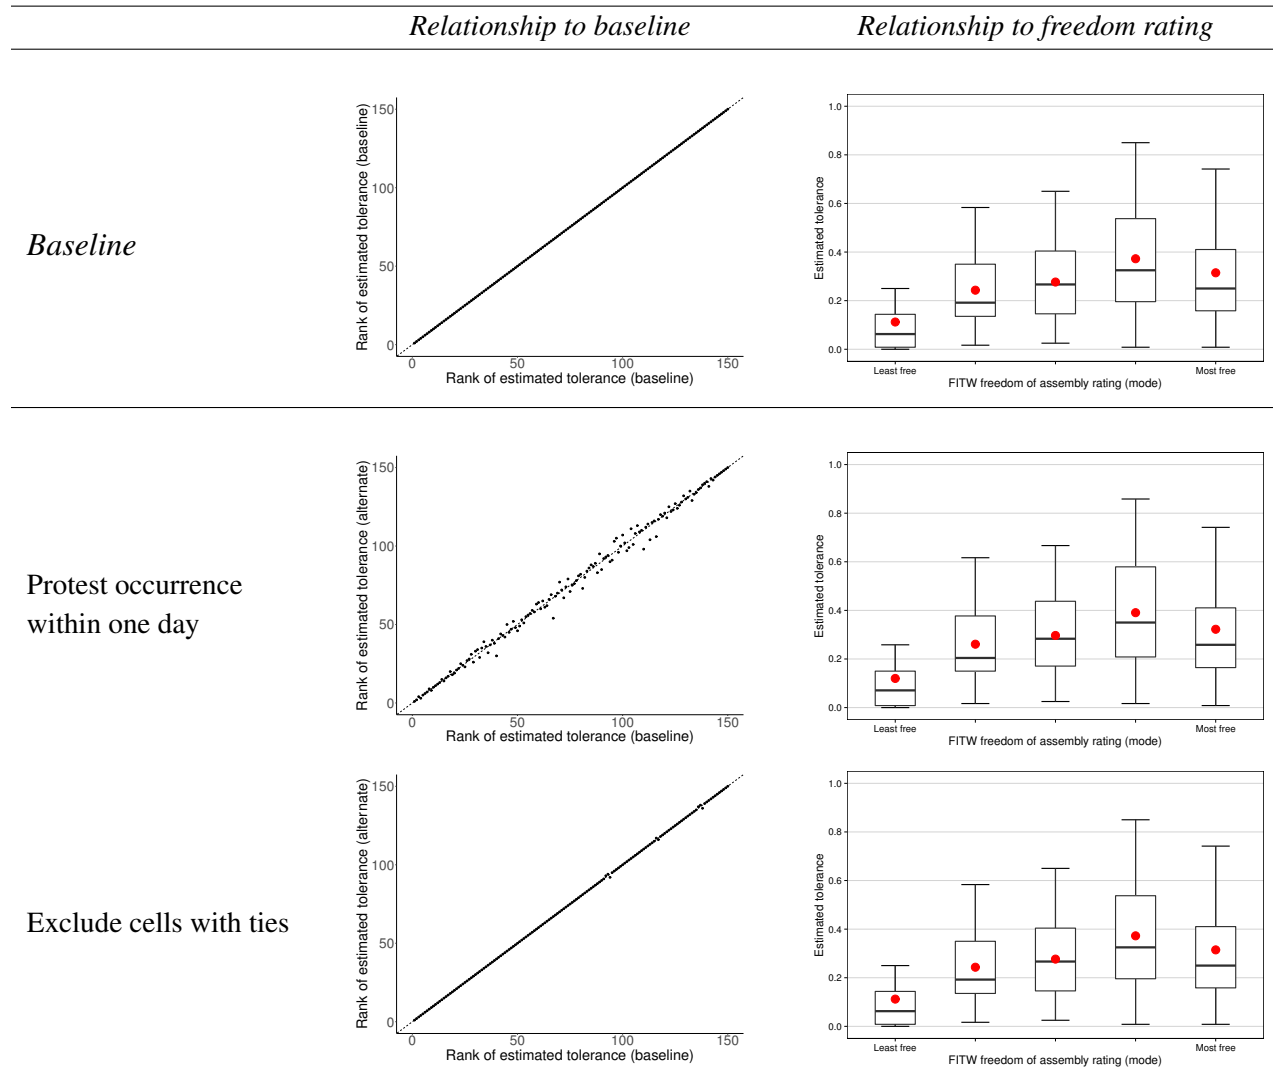 Relationship to baseline
Relationship to freedom rating
Baseline
Rank of estimated tolerance (baseline)
150
100
50
0
0
50
100
150
Rank of estimated tolerance (baseline)
Estimated tolerance
1.0
0.8
0.6
0.4
0.2
0.0
Least free
Most free
FITW freedom of assembly rating (mode)
Protest occurrence
within one day
Rank of estimated tolerance (alternate)
150
100
50
0
0
50
100
150
Rank of estimated tolerance (baseline)
Estimated tolerance
1.0
0.8
0.6
0.4
0.2
0.0
Least free
Most free
FITW freedom of assembly rating (mode)
Exclude cells with ties
Rank of estimated tolerance (alternate)
150
100
50
0
0
50
100
150
Rank of estimated tolerance (baseline)
Estimated tolerance
1.0
0.8
0.6
0.4
0.2
0.0
Least free
Most free
FITW freedom of assembly rating (mode)